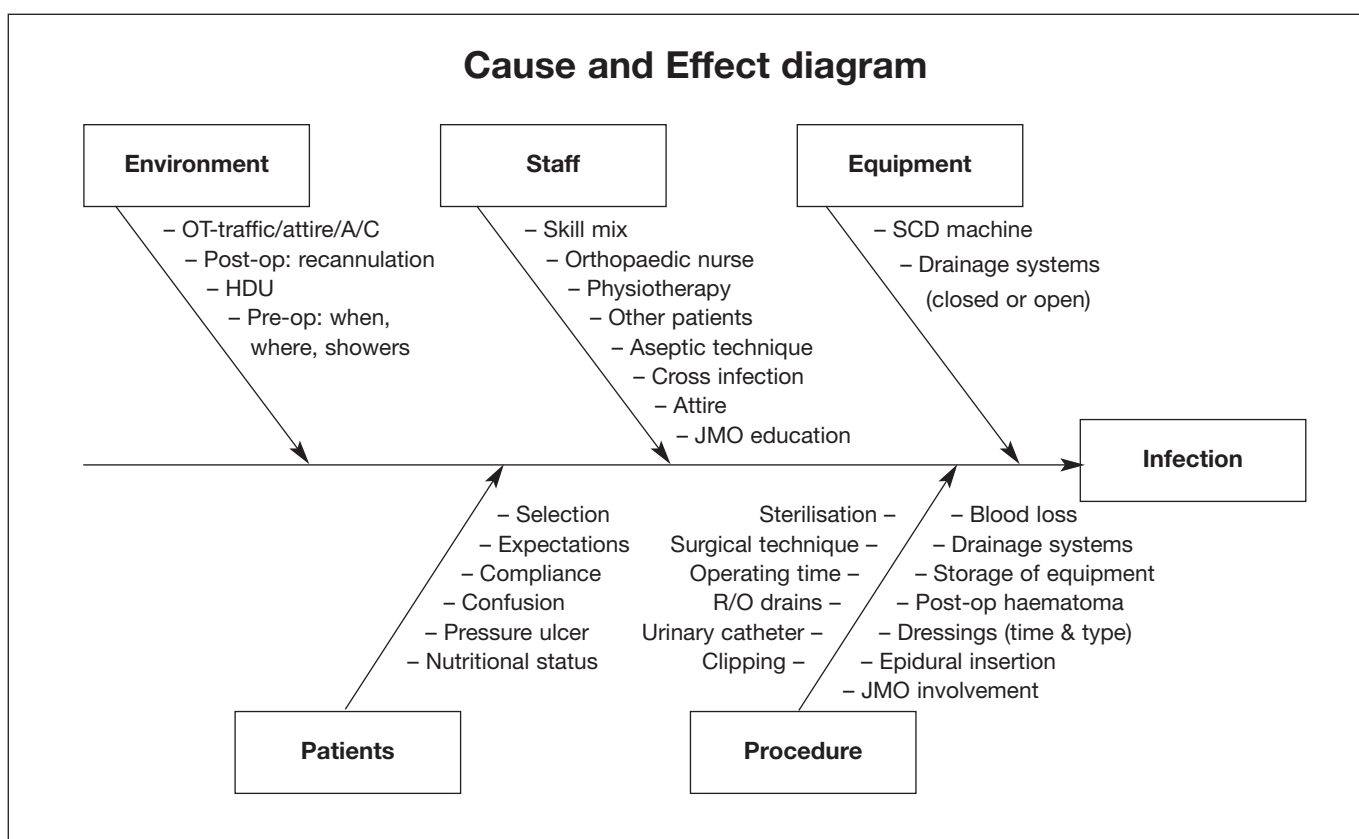 Cause and Effect diagram
Environment
– OT-traffic/attire/A/C
– Post-op: recannulation
– HDU
– Pre-op: when,
where, showers
Staff
– Skill mix
– Orthopaedic nurse
– Physiotherapy
– Other patients
– Aseptic technique
– Cross infection
– Attire
– JMO education
Equipment
– SCD machine
– Drainage systems
(closed or open)
Infection
– Selection
– Expectations
– Compliance
– Confusion
– Pressure ulcer
– Nutritional status
Patients
Sterilisation –
Surgical technique –
Operating time –
R/O drains –
Urinary catheter –
Clipping –
– Blood loss
– Drainage systems
– Storage of equipment
– Post-op haematoma
– Dressings (time & type)
– Epidural insertion
– JMO involvement
Procedure